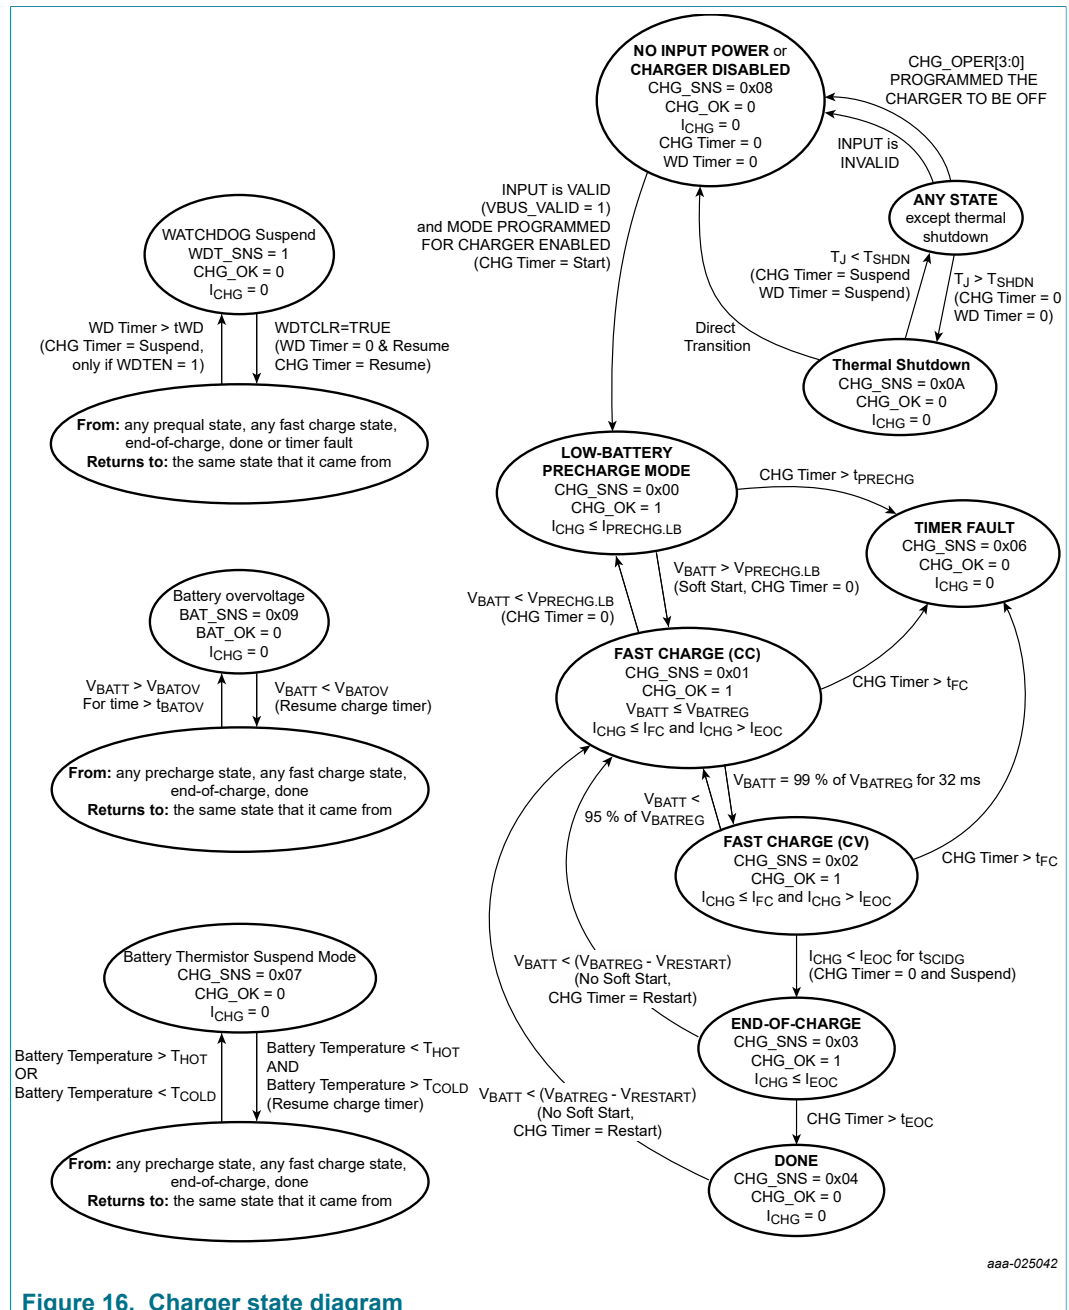 NO INPUT POWER or
CHARGER DISABLED
CHG_SNS = 0x08
CHG_OK = 0
ICHG = 0
CHG Timer = 0
WD Timer = 0
CHG_OPER[3:0]
PROGRAMMED THE
CHARGER TO BE OFF
INPUT is
INVALID
ANY STATE
except thermal
shutdown
INPUT is VALID
(VBUS_VALID = 1)
and MODE PROGRAMMED
FOR CHARGER ENABLED
(CHG Timer = Start)
TJ < TSHDN
(CHG Timer = Suspend
WD Timer = Suspend)
TJ > TSHDN
(CHG Timer = 0
WD Timer = 0)
Direct
Transition
Thermal Shutdown
CHG_SNS = 0x0A
CHG_OK = 0
ICHG = 0
WATCHDOG Suspend
WDT_SNS = 1
CHG_OK = 0
ICHG = 0
WD Timer > tWD
(CHG Timer = Suspend,
only if WDTEN = 1)
WDTCLR=TRUE
(WD Timer = 0 & Resume
CHG Timer = Resume)
From: any prequal state, any fast charge state,
end-of-charge, done or timer fault
Returns to: the same state that it came from
LOW-BATTERY
PRECHARGE MODE
CHG_SNS = 0x00
CHG_OK = 1
ICHG ≤ IPRECHG.LB
CHG Timer > tPRECHG
TIMER FAULT
CHG_SNS = 0x06
CHG_OK = 0
ICHG = 0
VBATT < VPRECHG.LB
(CHG Timer = 0)
VBATT > VPRECHG.LB
(Soft Start, CHG Timer = 0)
Battery overvoltage
BAT_SNS = 0x09
BAT_OK = 0
ICHG = 0
VBATT > VBATOV
For time > tBATOV
VBATT < VBATOV
(Resume charge timer)
From: any precharge state, any fast charge state,
end-of-charge, done
Returns to: the same state that it came from
FAST CHARGE (CC)
CHG_SNS = 0x01
CHG_OK = 1
VBATT ≤ VBATREG
ICHG ≤ IFC and ICHG > IEOC
CHG Timer > tFC
VBATT = 99 % of VBATREG for 32 ms
VBATT <
95 % of VBATREG
FAST CHARGE (CV)
CHG_SNS = 0x02
CHG_OK = 1
ICHG ≤ IFC and ICHG > IEOC
CHG Timer > tFC
ICHG < IEOC for tSCIDG
(CHG Timer = 0 and Suspend)
VBATT < (VBATREG - VRESTART)
(No Soft Start,
CHG Timer = Restart)
END-OF-CHARGE
CHG_SNS = 0x03
CHG_OK = 1
ICHG ≤ IEOC
CHG Timer > tEOC
VBATT < (VBATREG - VRESTART)
(No Soft Start,
CHG Timer = Restart)
DONE
CHG_SNS = 0x04
CHG_OK = 0
ICHG = 0
Battery Thermistor Suspend Mode
CHG_SNS = 0x07
CHG_OK = 0
ICHG = 0
Battery Temperature > THOT
OR
Battery Temperature < TCOLD
Battery Temperature < THOT
AND
Battery Temperature > TCOLD
(Resume charge timer)
From: any precharge state, any fast charge state,
end-of-charge, done
Returns to: the same state that it came from
aaa-025042
Figure 16. Charger state diagram